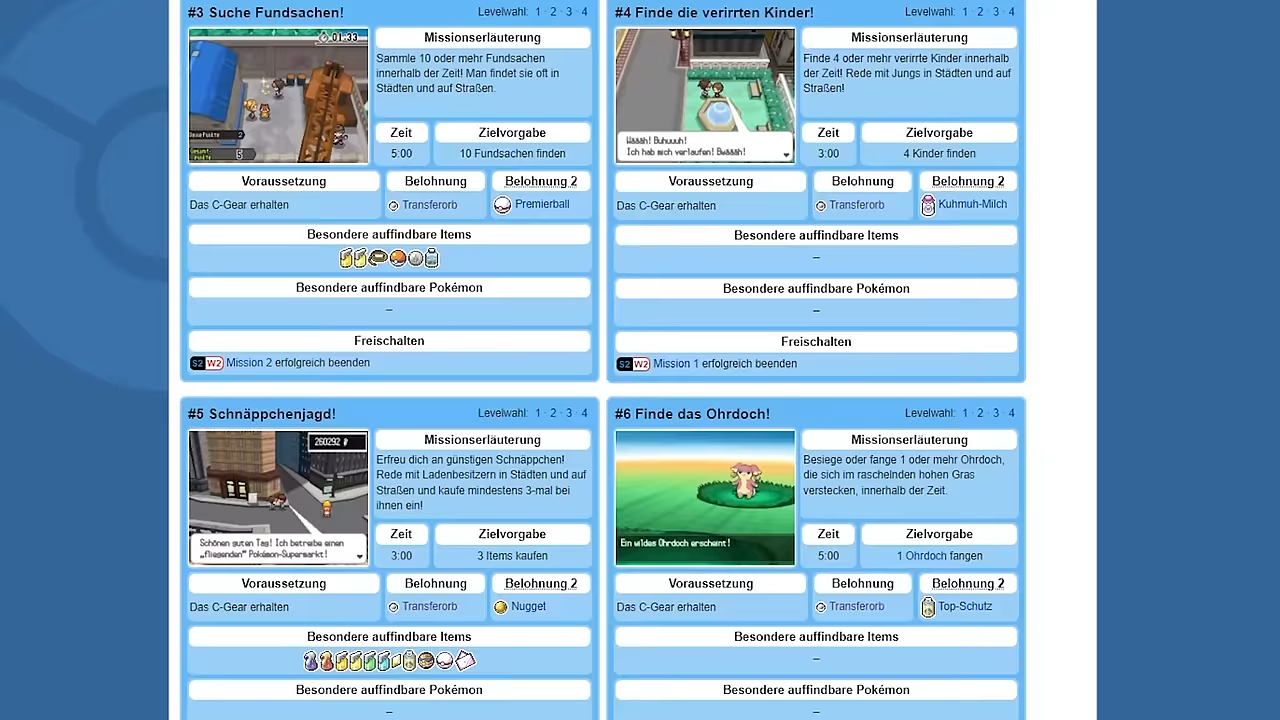 #3 Suche Fundsachen!
Levelwahl: 1 · 2 · 3 · 4
01:33
2
5
Missionserläuterung
Sammle 10 oder mehr Fundsachen
innerhalb der Zeit! Man findet sie oft in
Städten und auf Straßen.
Zeit
Zielvorgabe
5:00
10 Fundsachen finden
Voraussetzung
Belohnung
Belohnung 2
Das C-Gear erhalten
Transferorb
Premierball
Besondere auffindbare Items
Besondere auffindbare Pokémon
–
Freischalten
S2 W2 Mission 2 erfolgreich beenden
#4 Finde die verirrten Kinder!
Levelwahl: 1 · 2 · 3 · 4
Wäääh! Buhuuuh!
Ich hab mich verlaufen! Bwäääh!
Missionserläuterung
Finde 4 oder mehr verirrte Kinder innerhalb
der Zeit! Rede mit Jungs in Städten und auf
Straßen!
Zeit
Zielvorgabe
3:00
4 Kinder finden
Voraussetzung
Belohnung
Belohnung 2
Das C-Gear erhalten
Transferorb
Kuhmuh-Milch
Besondere auffindbare Items
–
Besondere auffindbare Pokémon
–
Freischalten
S2 W2 Mission 1 erfolgreich beenden
#5 Schnäppchenjagd!
Levelwahl: 1 · 2 · 3 · 4
260292
Schönen guten Tag! Ich betreibe einen
„fliegenden“ Pokémon-Supermarkt!
Missionserläuterung
Erfreu dich an günstigen Schnäppchen!
Rede mit Ladenbesitzern in Städten und auf
Straßen und kaufe mindestens 3-mal bei
ihnen ein!
Zeit
Zielvorgabe
3:00
3 Items kaufen
Voraussetzung
Belohnung
Belohnung 2
Das C-Gear erhalten
Transferorb
Nugget
Besondere auffindbare Items
Besondere auffindbare Pokémon
–
#6 Finde das Ohrdoch!
Levelwahl: 1 · 2 · 3 · 4
Ein wildes Ohrdoch erscheint!
Missionserläuterung
Besiege oder fange 1 oder mehr Ohrdoch,
die sich im raschelnden hohen Gras
verstecken, innerhalb der Zeit.
Zeit
Zielvorgabe
5:00
1 Ohrdoch fangen
Voraussetzung
Belohnung
Belohnung 2
Das C-Gear erhalten
Transferorb
Top-Schutz
Besondere auffindbare Items
–
Besondere auffindbare Pokémon
–